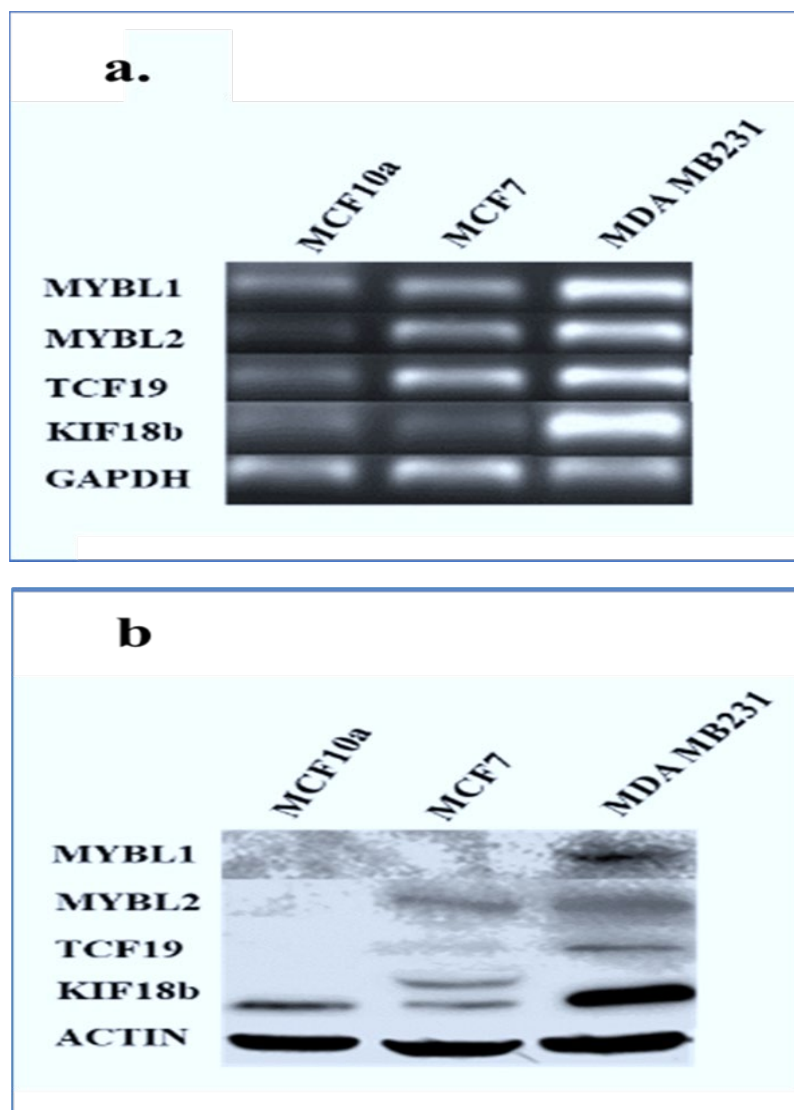 a.
MCF10a MCF7 MDA MB231
MYBL1
MYBL2
TCF19
KIF18b
GAPDH
b
MCF10a MCF7 MDA MB231
MYBL1
MYBL2
TCF19
KIF18b
ACTIN